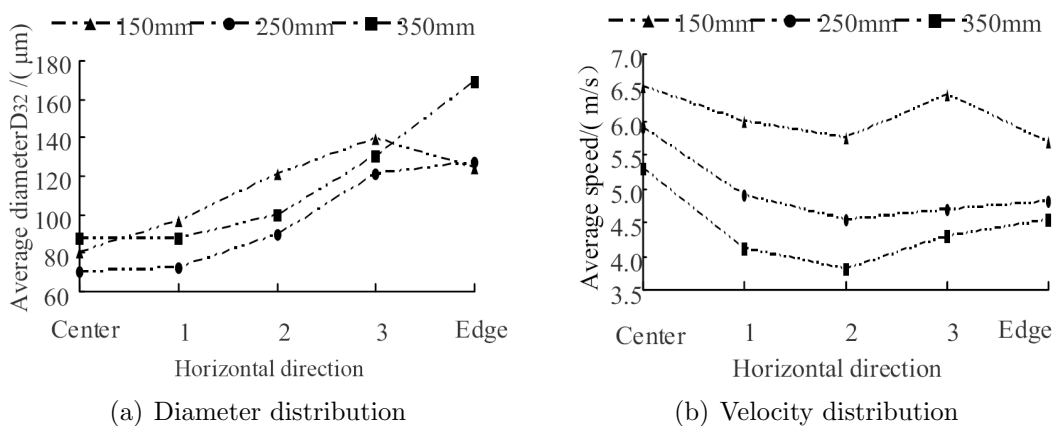 150mm 250mm 350mm
Average diameterD32 /( μm)
180
160
140
120
100
80
60
Center 1 2 3 Edge
Horizontal direction
(a) Diameter distribution
150mm 250mm 350mm
Average speed/( m/s )
7.0
6.5
6.0
5.5
5.0
4.5
4.0
3.5
Center 1 2 3 Edge
Horizontal direction
(b) Velocity distribution